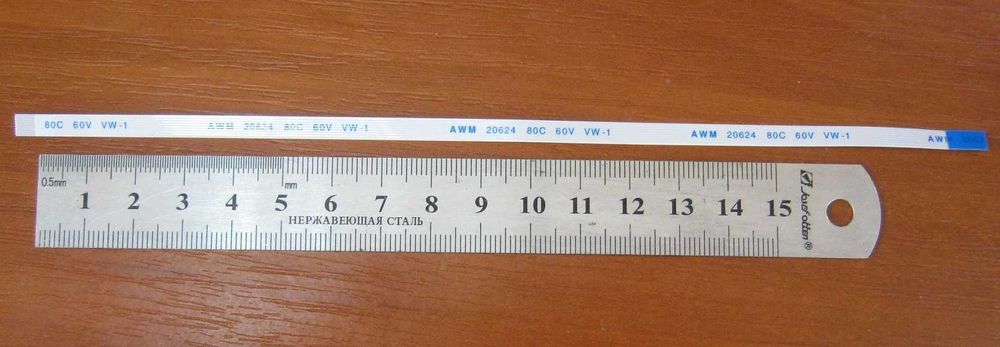 80C 60V VW-1 AWM 20624 80C 60V VW-1 AWM 20624 80C 60V VW-1 AWM 20624 80C 60V VW-1 AWM
0.5mm mm
1 2 3 4 5 6 7 8 9 10 11 12 13 14 15
НЕРЖАВЕЮЩАЯ СТАЛЬ